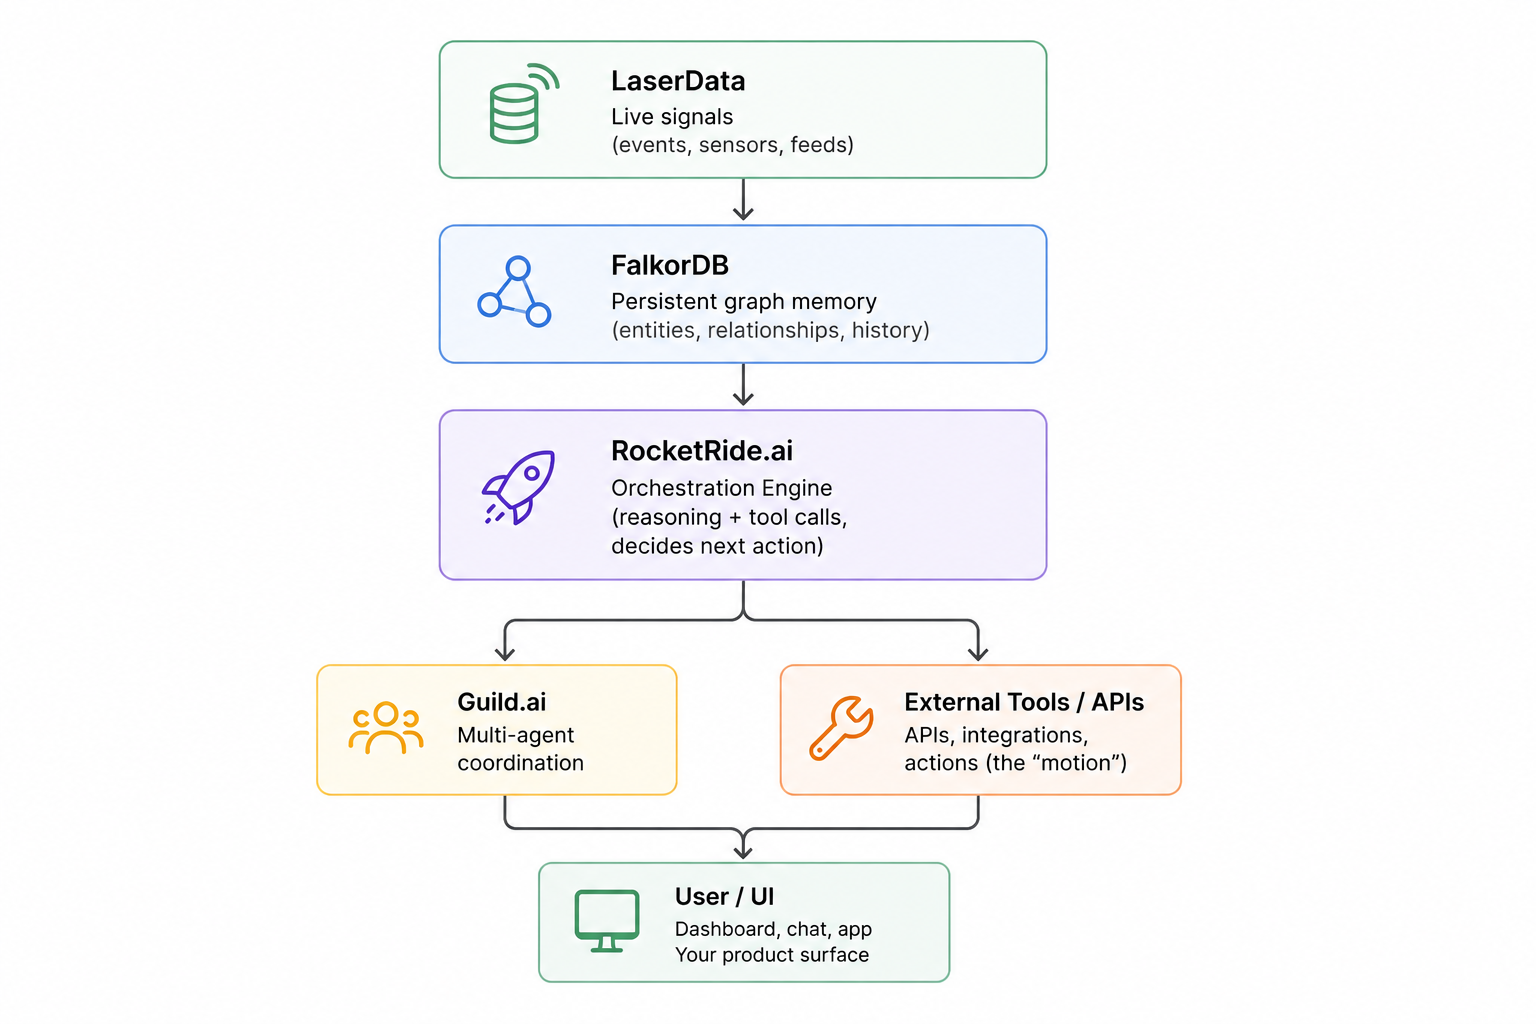 LaserData
Live signals
(events, sensors, feeds)
FalkorDB
Persistent graph memory
(entities, relationships, history)
RocketRide.ai
Orchestration Engine
(reasoning + tool calls,
decides next action)
Guild.ai
Multi-agent
coordination
External Tools / APIs
APIs, integrations,
actions (the “motion”)
User / UI
Dashboard, chat, app
Your product surface